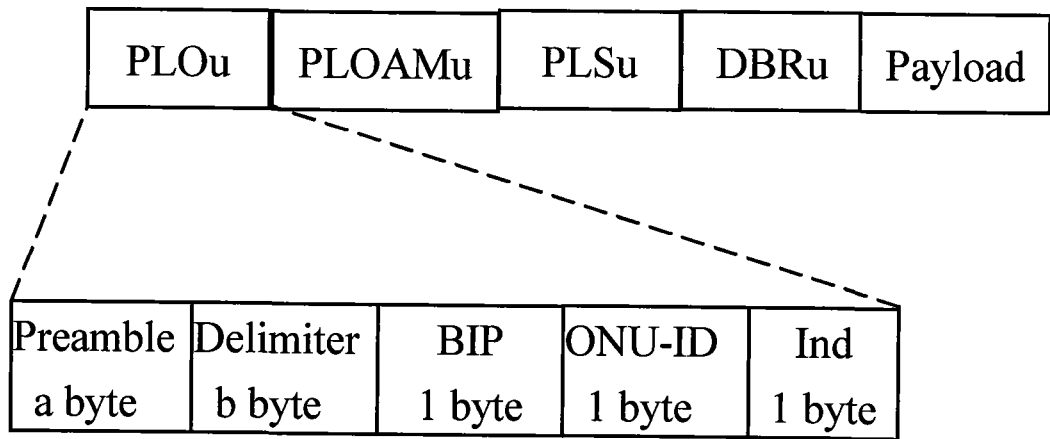 PLOu PLOAMu PLSu DBRu Payload
Preamble Delimiter BIP ONU-ID Ind
a byte b byte 1 byte 1 byte 1 byte